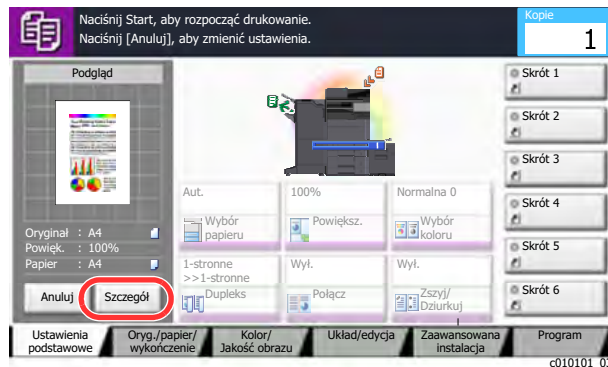 Naciśnij Start, aby rozpocząć drukowanie.
Naciśnij [Anuluj], aby zmienić ustawienia.
Kopie
1
Podgląd
Oryginał : A4
Powięk. : 100%
Papier : A4
Anuluj
Szczegół
Aut.
Wybór
papieru
100%
Powiększ.
Normalna 0
Wybór
koloru
1-stronne
>>1-stronne
Dupleks
Wył.
Połącz
Wył.
Zszyj/
Dziurkuj
Skrót 1
Skrót 2
Skrót 3
Skrót 4
Skrót 5
Skrót 6
Ustawienia
podstawowe
Oryg./papier/
wykończenie
Kolor/
Jakość obrazu
Układ/edycja
Zaawansowana
instalacja
Program